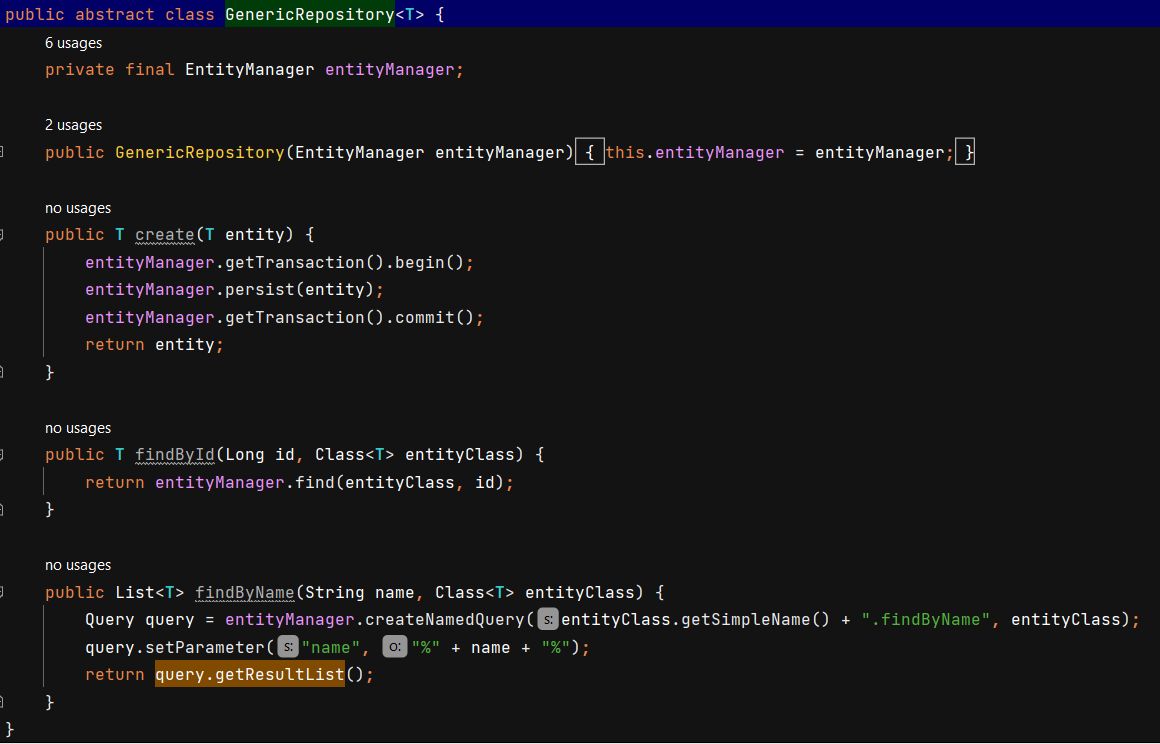 public abstract class GenericRepository<T> {
6 usages
private final EntityManager entityManager;
2 usages
public GenericRepository(EntityManager entityManager) { this.entityManager = entityManager; }
no usages
public T create(T entity) {
entityManager.getTransaction().begin();
entityManager.persist(entity);
entityManager.getTransaction().commit();
return entity;
}
no usages
public T findById(Long id, Class<T> entityClass) {
return entityManager.find(entityClass, id);
}
no usages
public List<T> findByName(String name, Class<T> entityClass) {
Query query = entityManager.createNamedQuery( s: entityClass.getSimpleName() + ".findByName", entityClass);
query.setParameter( s: "name", o: "%" + name + "%");
return query.getResultList();
}
}